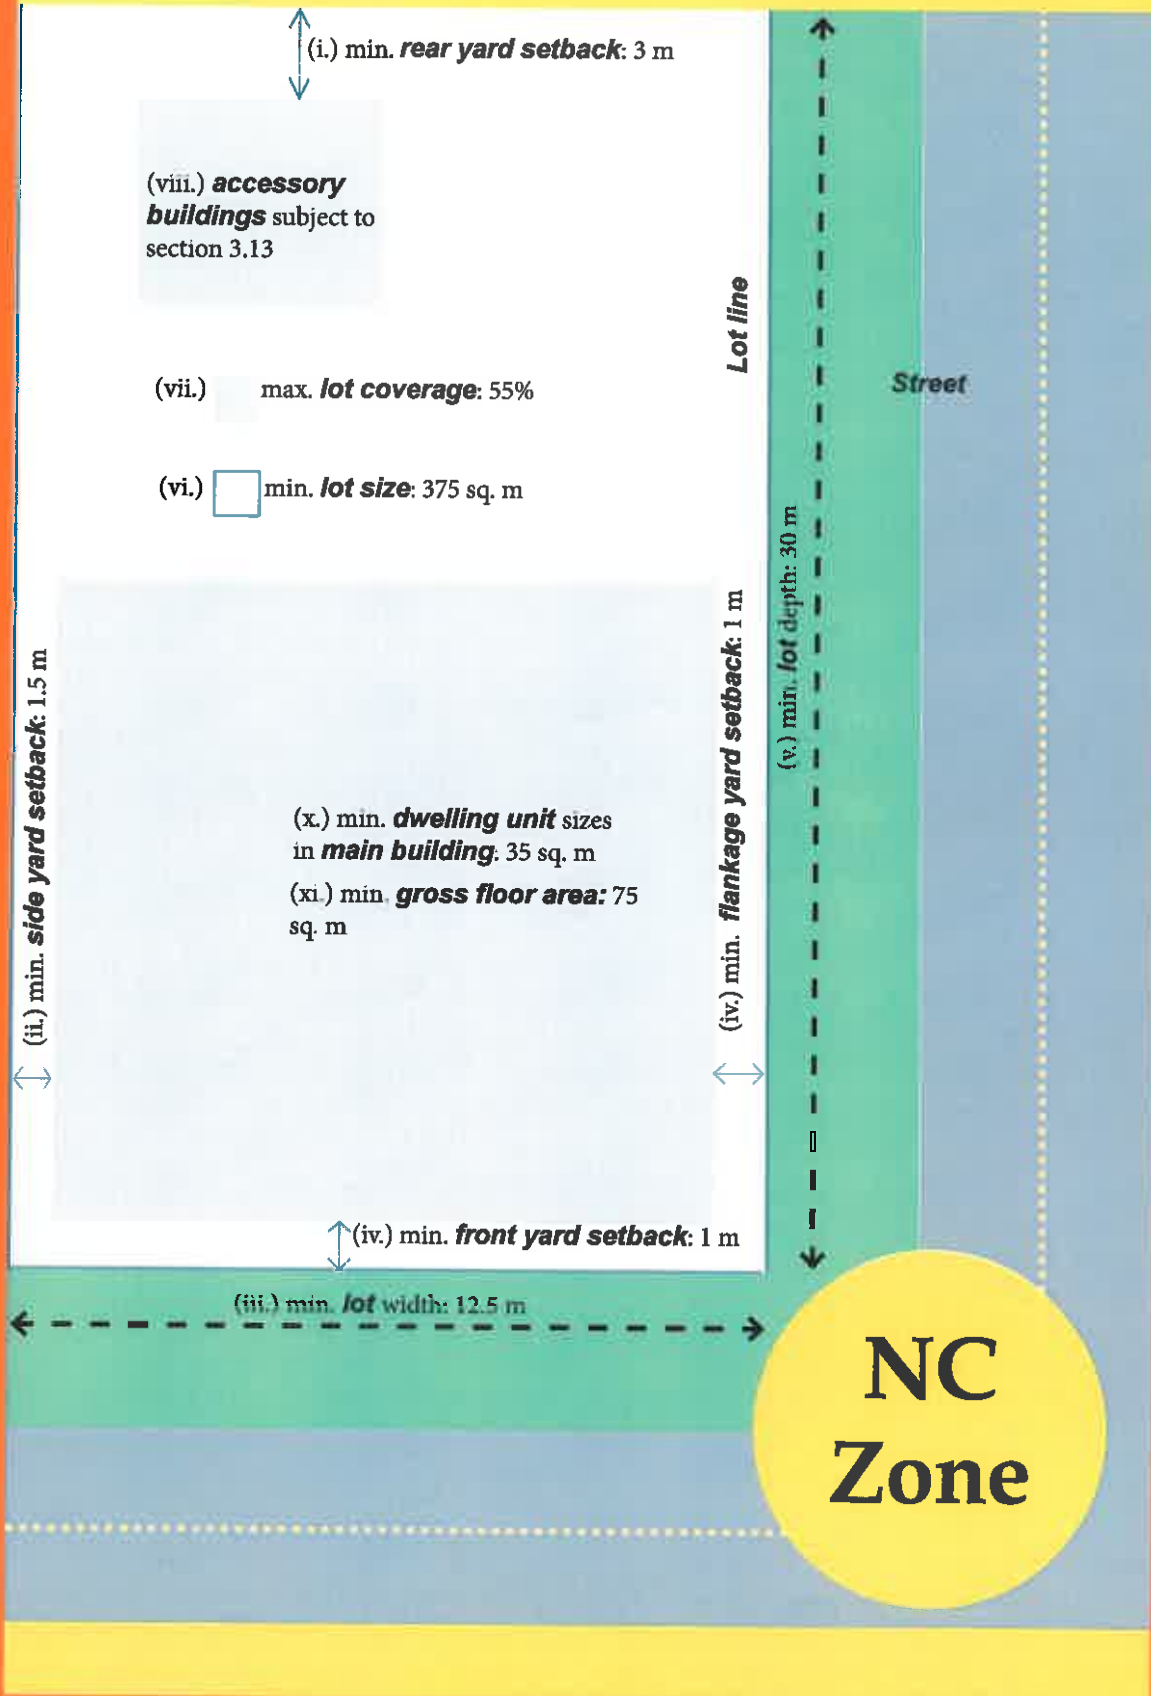 (i.) min. rear yard setback: 3 m
(viii.) accessory
buildings subject to
section 3.13
Lot line
(vii.) max. lot coverage: 55%
Street
(vi.) min. lot size: 375 sq. m
(v.) min. lot depth: 30 m
(ii.) min. side yard setback: 1.5 m
(iv.) min. flankage yard setback: 1 m
(x.) min. dwelling unit sizes
in main building: 35 sq. m
(xi.) min. gross floor area: 75
sq. m
(iv.) min. front yard setback: 1 m
(iii.) min. lot width: 12.5 m
NC
Zone